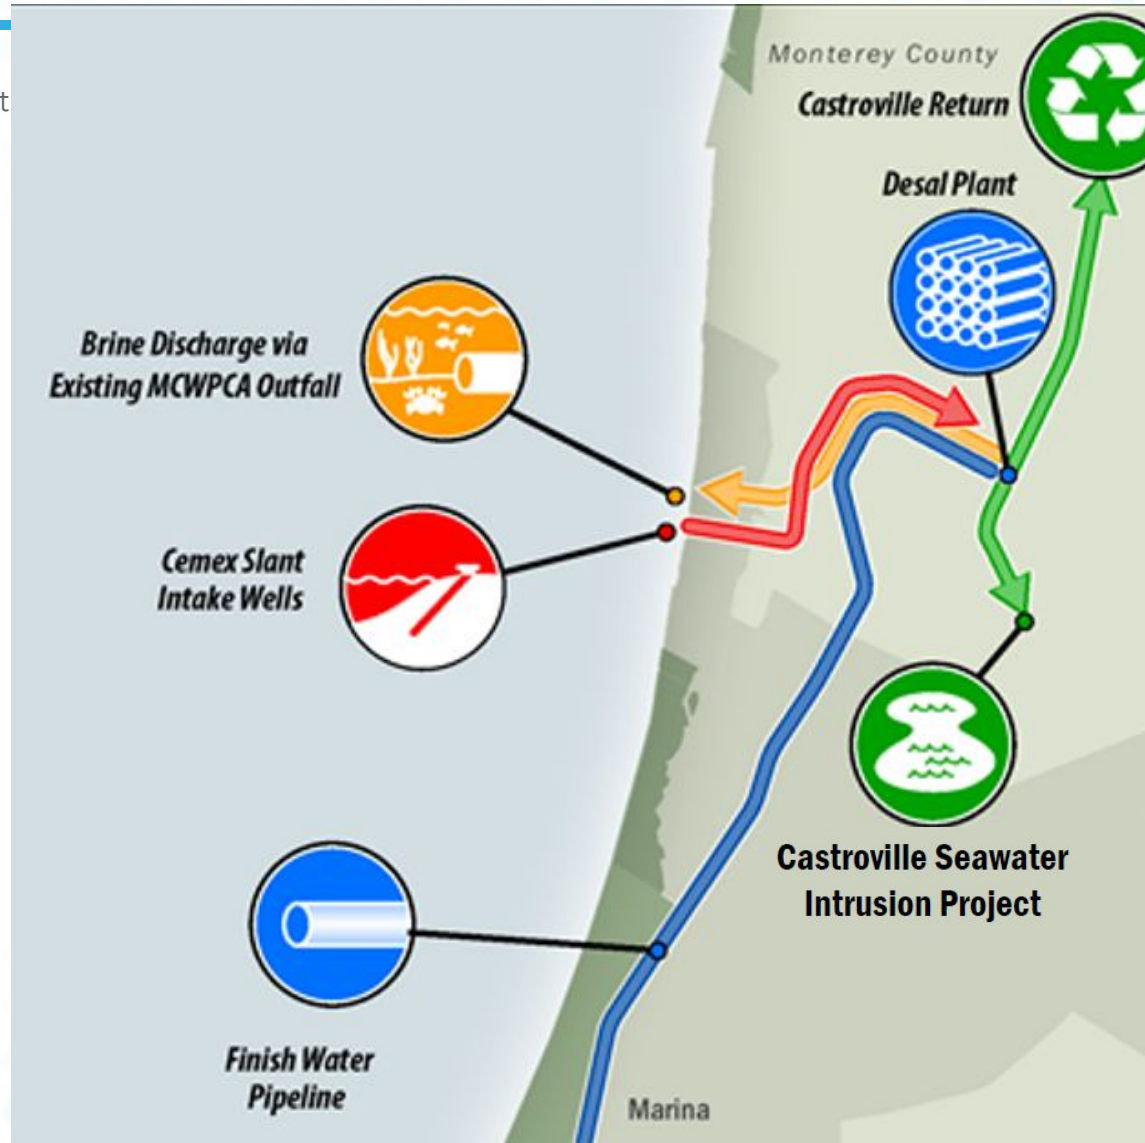 t
Monterey County
Castroville Return
Desal Plant
Brine Discharge via
Existing MCWPCA Outfall
Cemex Slant
Intake Wells
Castroville Seawater
Intrusion Project
Finish Water
Pipeline
Marina